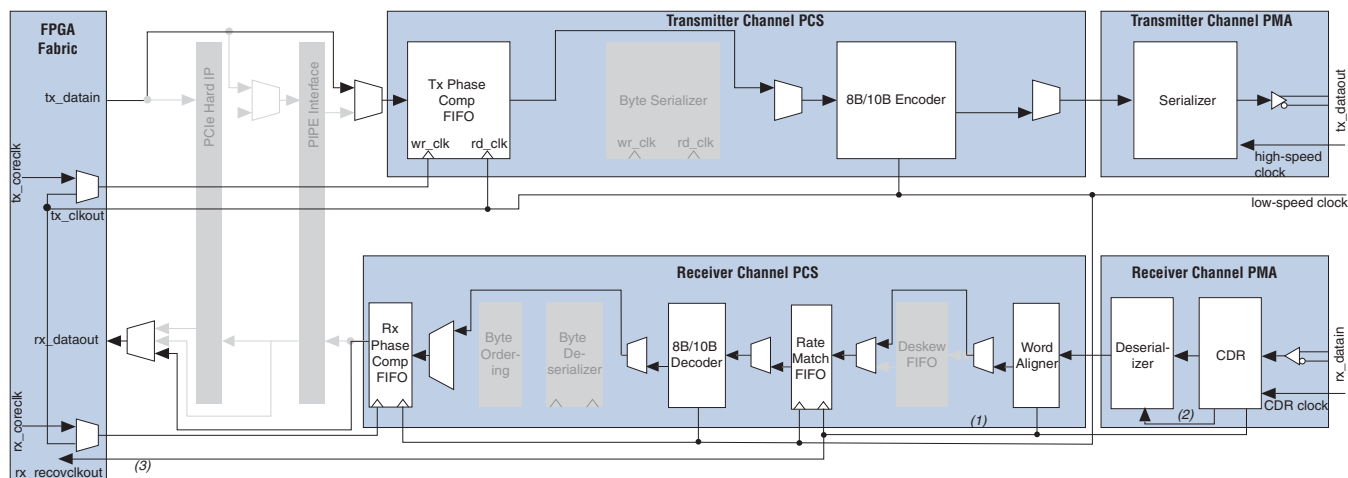 FPGA
Fabric
Transmitter Channel PCS
Transmitter Channel PMA
tx_datain
PCIe Hard IP
PIPE Interface
Tx Phase
Comp
FIFO
wr_clk
rd_clk
Byte Serializer
wr_clk
rd_clk
8B/10B Encoder
Serializer
tx_dataout
high-speed
clock
tx_coreclk
tx_clkout
low-speed clock
Receiver Channel PCS
Receiver Channel PMA
rx_dataout
Rx
Phase
Comp
FIFO
Byte
Order-
ing
Byte
De-
serializer
8B/10B
Decoder
Rate
Match
FIFO
Deskew
FIFO
Word
Aligner
Deserial-
izer
CDR
rx_datain
rx_coreclk
(1)
(2)
CDR clock
(3)
rx_recovclkout